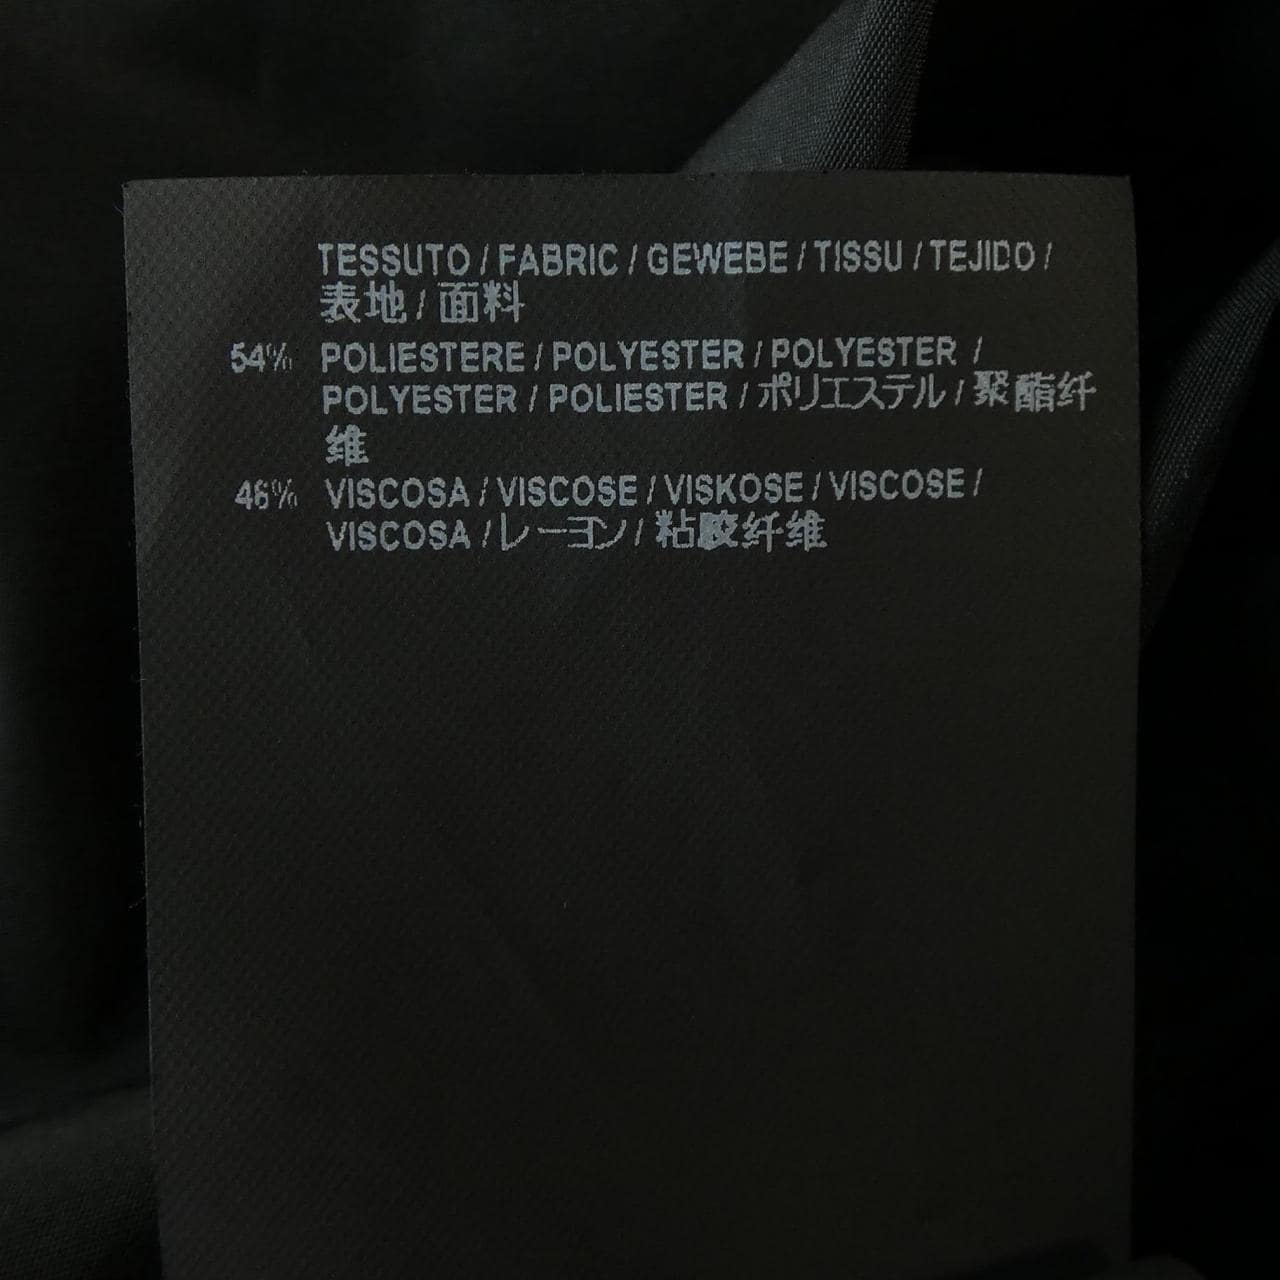 TESSUTO / FABRIC / GEWEBE / TISSU / TEJIDO /
表地 / 面料
54% POLIESTERE / POLYESTER / POLYESTER /
POLYESTER / POLIESTER / ポリエステル / 聚酯纤
维
46% VISCOSA / VISCOSE / VISKOSE / VISCOSE /
VISCOSA / レーヨン / 粘胶纤维